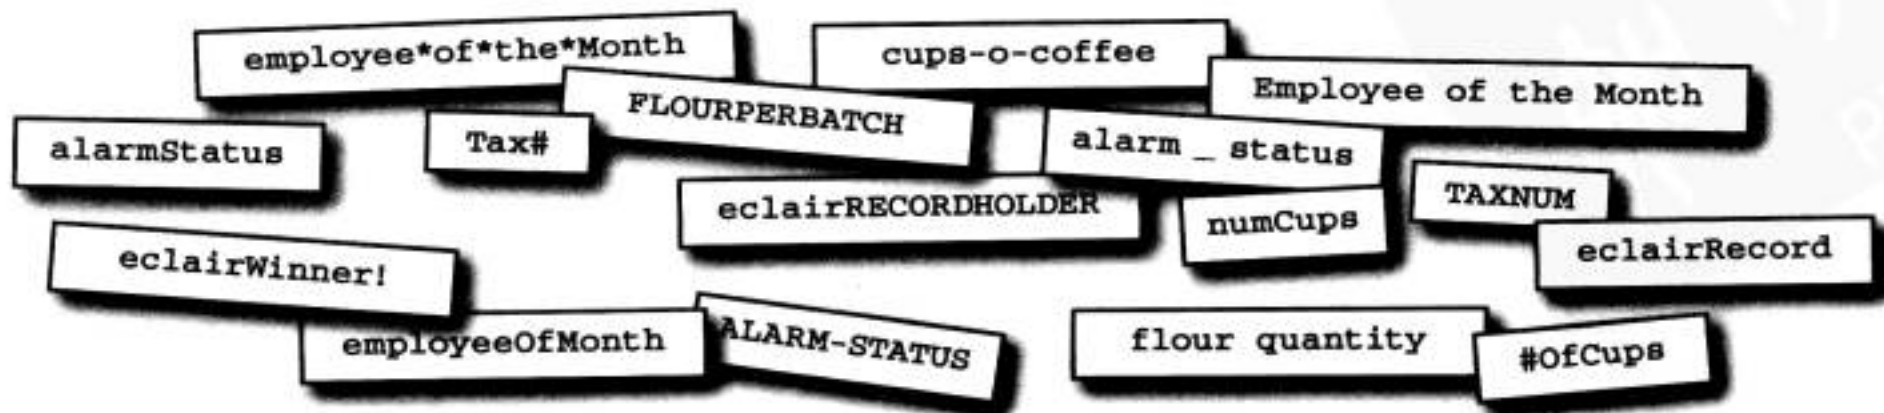 employee*of*the*Month
cups-o-coffee
Employee of the Month
FLOURPERBATCH
alarmStatus
Tax#
alarm _ status
eclairRECORDHOLDER
numCups
TAXNUM
eclairRecord
eclairWinner!
employeeOfMonth
ALARM-STATUS
flour quantity
#OfCups